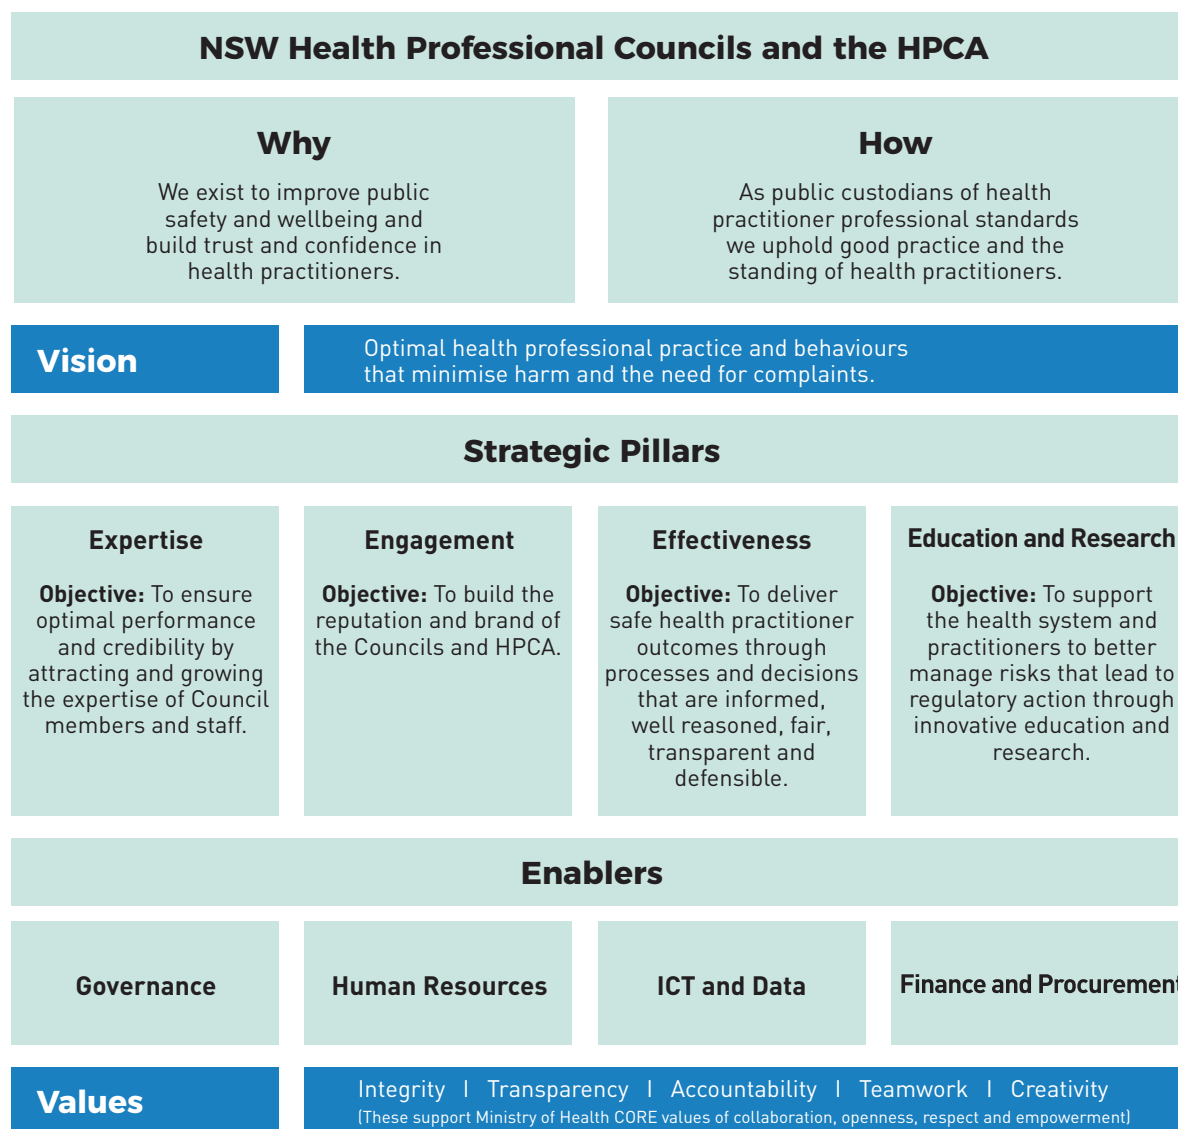 NSW Health Professional Councils and the HPCA
Why
We exist to improve public
safety and wellbeing and
build trust and confidence in
health practitioners.
How
As public custodians of health
practitioner professional standards
we uphold good practice and the
standing of health practitioners.
Vision
Optimal health professional practice and behaviours
that minimise harm and the need for complaints.
Strategic Pillars
Expertise
Objective: To ensure
optimal performance
and credibility by
attracting and growing
the expertise of Council
members and staff.
Engagement
Objective: To build the
reputation and brand of
the Councils and HPCA.
Effectiveness
Objective: To deliver
safe health practitioner
outcomes through
processes and decisions
that are informed,
well reasoned, fair,
transparent and
defensible.
Education and Research
Objective: To support
the health system and
practitioners to better
manage risks that lead to
regulatory action through
innovative education and
research.
Enablers
Governance
Human Resources
ICT and Data
Finance and Procurement
Values
Integrity | Transparency | Accountability | Teamwork | Creativity
(These support Ministry of Health CORE values of collaboration, openness, respect and empowerment)